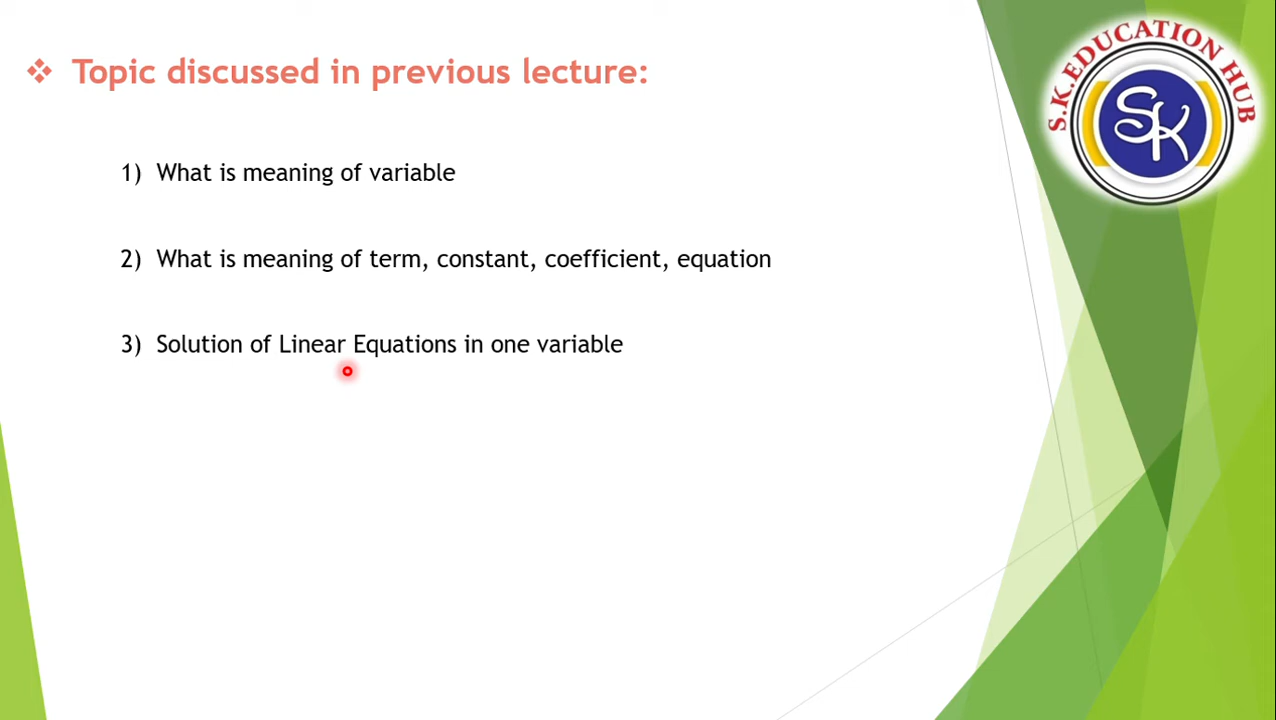 ❖ Topic discussed in previous lecture:
1) What is meaning of variable
2) What is meaning of term, constant, coefficient, equation
3) Solution of Linear Equations in one variable
S.K.EDUCATION HUB
SK